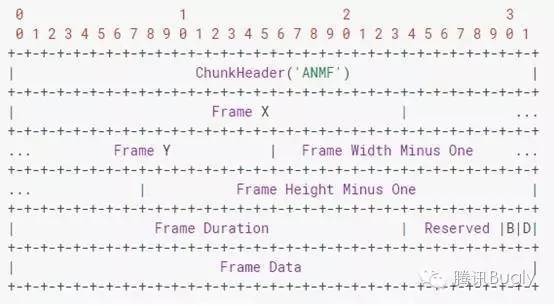 0                   1                   2                   3
0 1 2 3 4 5 6 7 8 9 0 1 2 3 4 5 6 7 8 9 0 1 2 3 4 5 6 7 8 9 0 1
+-+-+-+-+-+-+-+-+-+-+-+-+-+-+-+-+-+-+-+-+-+-+-+-+-+-+-+-+-+-+-+-+
|                      ChunkHeader('ANMF')                      |
+-+-+-+-+-+-+-+-+-+-+-+-+-+-+-+-+-+-+-+-+-+-+-+-+-+-+-+-+-+-+-+-+
|                        Frame X                |             ...
+-+-+-+-+-+-+-+-+-+-+-+-+-+-+-+-+-+-+-+-+-+-+-+-+-+-+-+-+-+-+-+-+
...          Frame Y            |   Frame Width Minus One     ...
+-+-+-+-+-+-+-+-+-+-+-+-+-+-+-+-+-+-+-+-+-+-+-+-+-+-+-+-+-+-+-+-+
...             |           Frame Height Minus One              |
+-+-+-+-+-+-+-+-+-+-+-+-+-+-+-+-+-+-+-+-+-+-+-+-+-+-+-+-+-+-+-+-+
|                 Frame Duration                |  Reserved |B|D|
+-+-+-+-+-+-+-+-+-+-+-+-+-+-+-+-+-+-+-+-+-+-+-+-+-+-+-+-+-+-+-+-+
|                         Frame Data                            |
+-+-+-+-+-+-+-+-+-+-+-+-+-+-+-+-+-+-+-+-+-+-+-+-+-+-+-+-+-+-+-+-+
腾讯Bugly